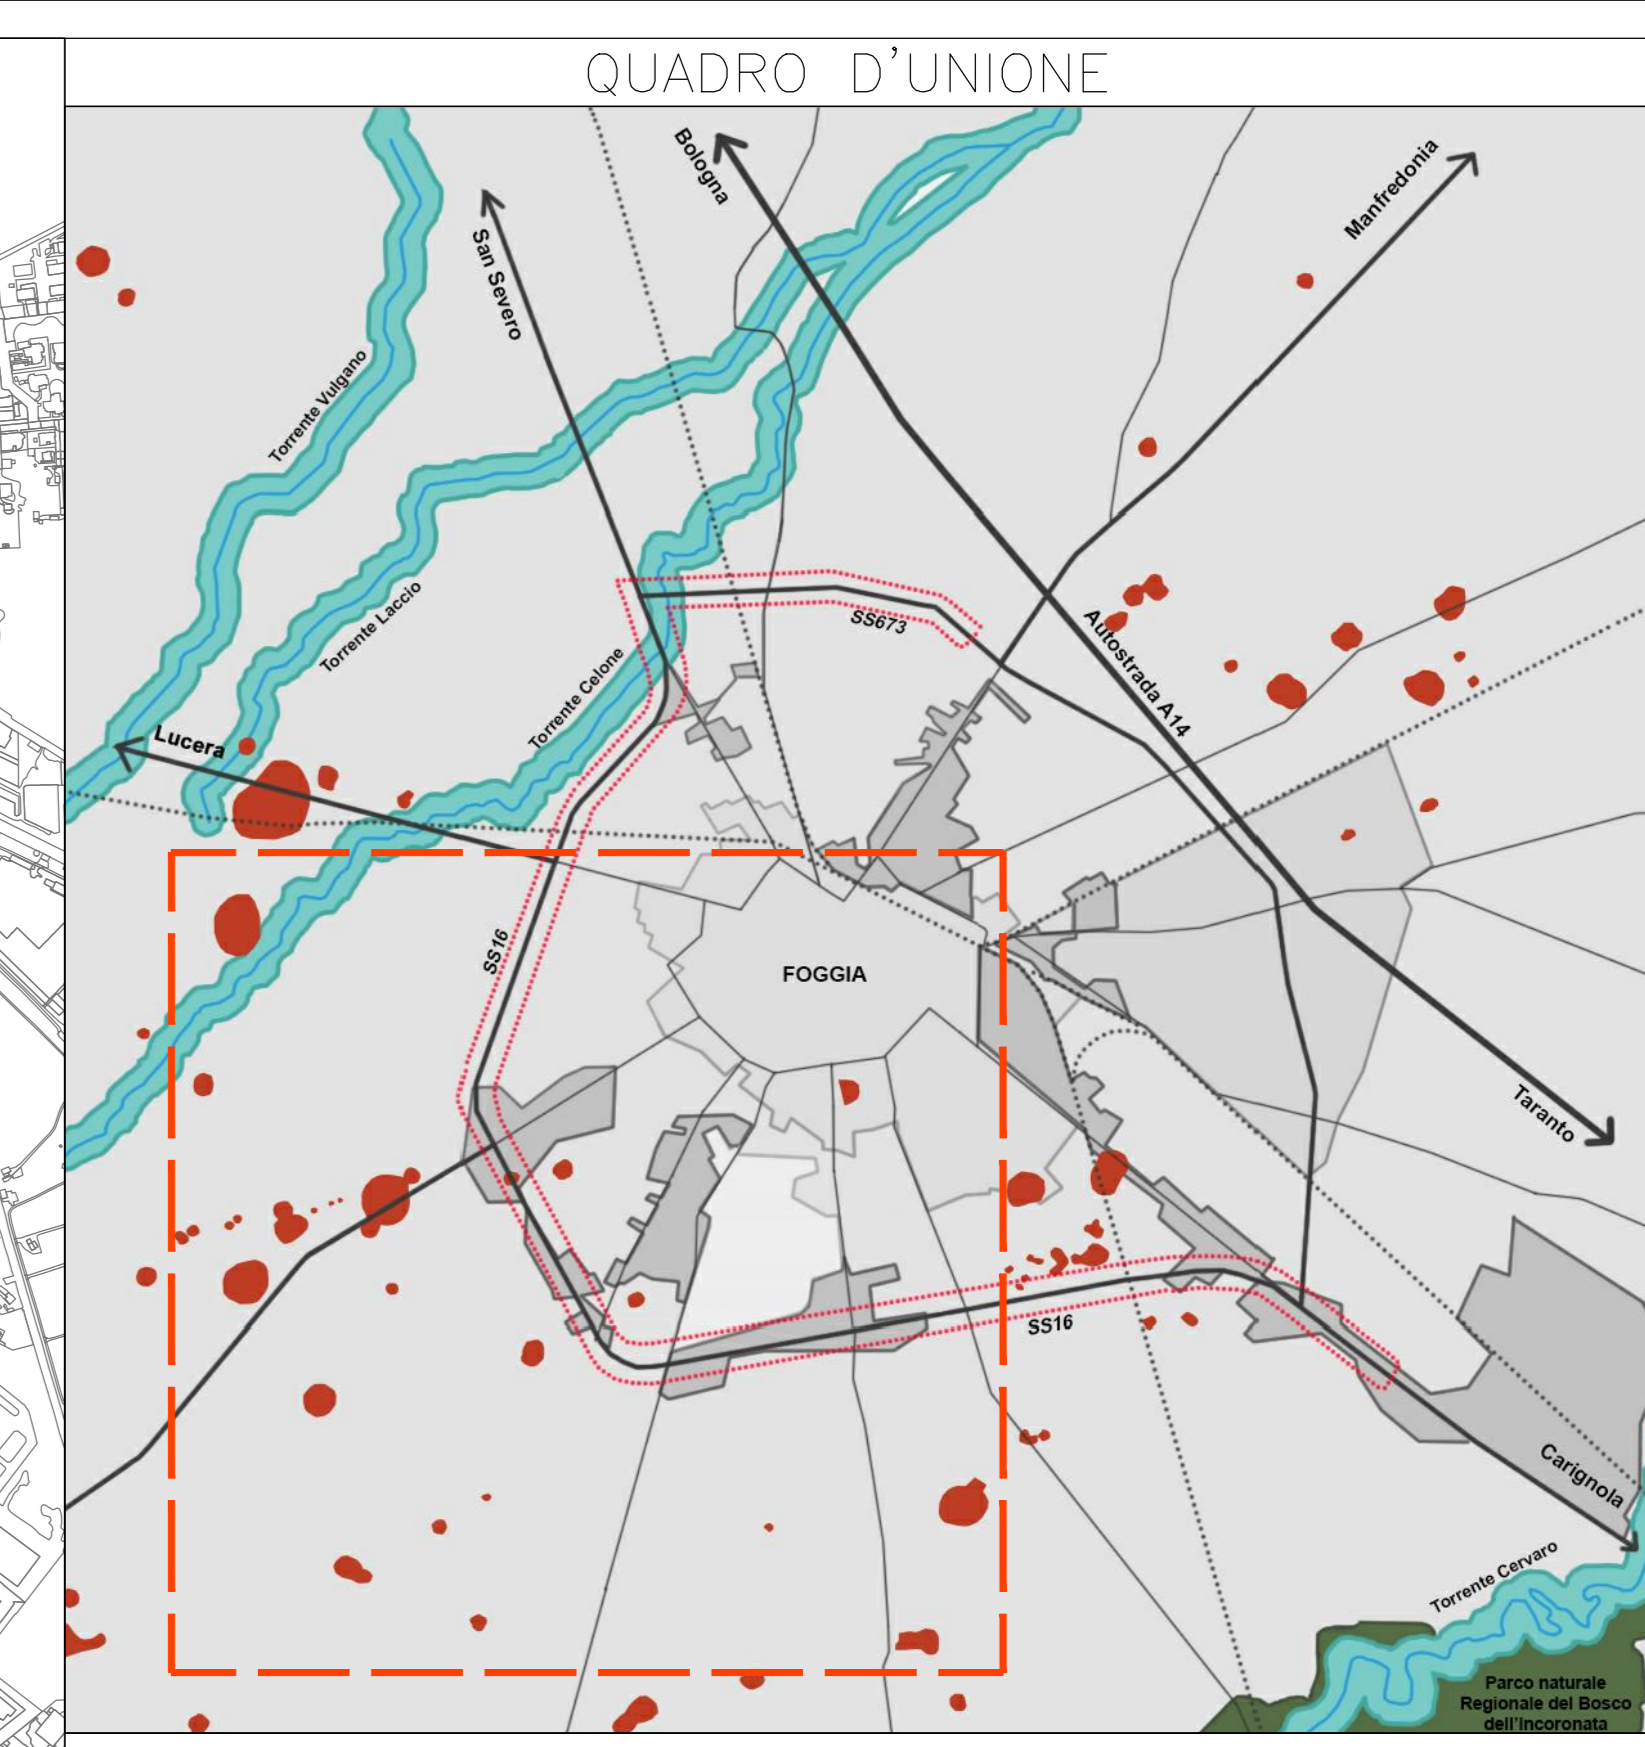 QUADRO D'UNIONE
Bologna
Manfredonia
San Severo
Torrente Vulgano
Torrente Laccio
SS673
Autostrada A14
Torrente Celone
Lucera
SS16
FOGGIA
Taranto
SS16
Carignola
Torrente Cervaro
Parco naturale
Regionale del Bosco
dell'Incoronata